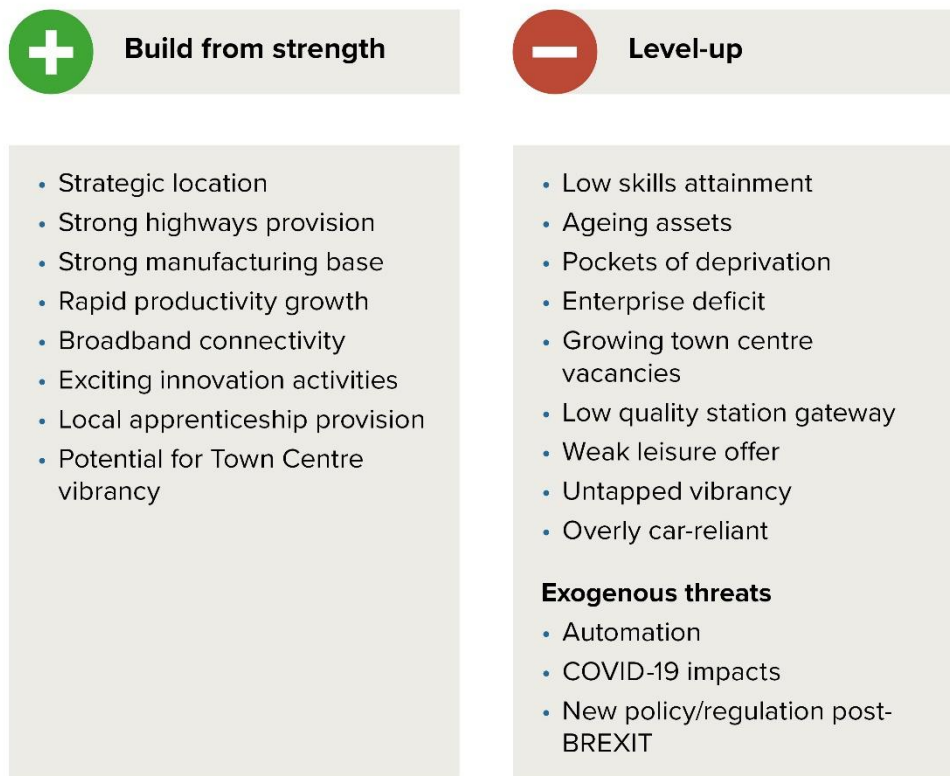 Build from strength
• Strategic location
• Strong highways provision
• Strong manufacturing base
• Rapid productivity growth
• Broadband connectivity
• Exciting innovation activities
• Local apprenticeship provision
• Potential for Town Centre
vibrancy
Level-up
• Low skills attainment
• Ageing assets
• Pockets of deprivation
• Enterprise deficit
• Growing town centre
vacancies
• Low quality station gateway
• Weak leisure offer
• Untapped vibrancy
• Overly car-reliant
Exogenous threats
• Automation
• COVID-19 impacts
• New policy/regulation post-
BREXIT